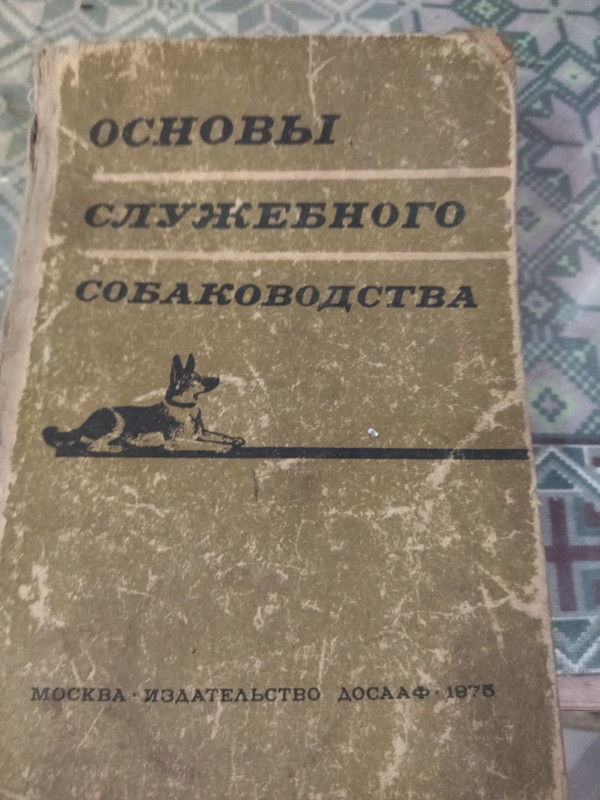 ОСНОВЫ
СЛУЖЕБНОГО
СОБАКОВОДСТВА
МОСКВА · ИЗДАТЕЛЬСТВО ДОСААФ · 1975